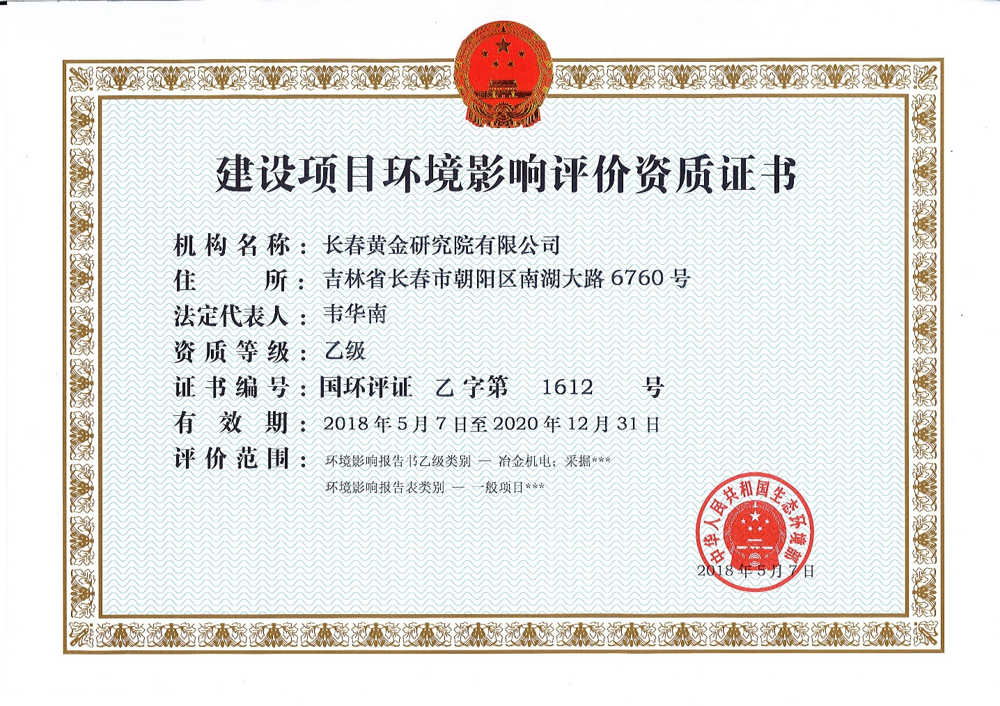 建设项目环境影响评价资质证书
机构名称：长春黄金研究院有限公司
住所：吉林省长春市朝阳区南湖大路 6760 号
法定代表人：韦华南
资质等级：乙级
证书编号：国环评证 乙 字第 1612 号
有效期：2018 年 5 月 7 日至 2020 年 12 月 31 日
评价范围：环境影响报告书乙级类别 — 冶金机电；采掘***
环境影响报告表类别 — 一般项目***
中华人民共和国生态环境部
2018 年 5 月 7 日